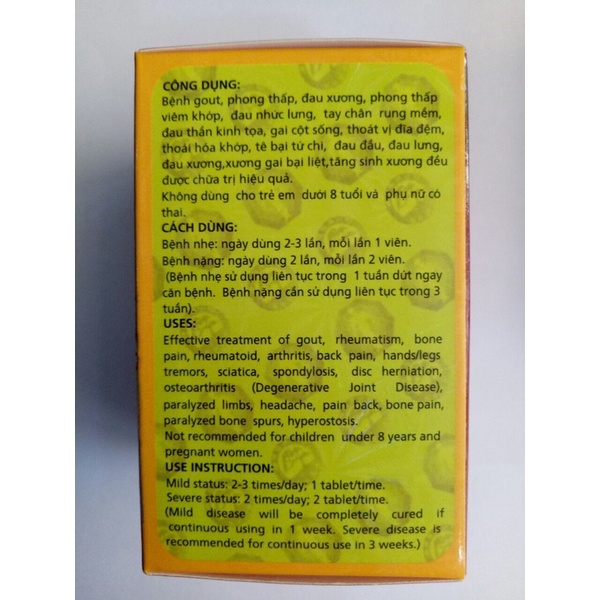 CÔNG DỤNG:
Bệnh gout, phong thấp, đau xương, phong thấp
viêm khớp, đau nhức lưng, tay chân rung mềm,
đau thần kinh tọa, gai cột sống, thoát vị đĩa đệm,
thoái hóa khớp, tê bại tứ chi, đau đầu, đau lưng,
đau xương,xương gai bại liệt,tăng sinh xương đều
được chữa trị hiệu quả.
Không dùng cho trẻ em dưới 8 tuổi và phụ nữ có
thai.
CÁCH DÙNG:
Bệnh nhẹ: ngày dùng 2-3 lần, mỗi lần 1 viên.
Bệnh nặng: ngày dùng 2 lần, mỗi lần 2 viên.
(Bệnh nhẹ sử dụng liên tục trong 1 tuần dứt ngay
căn bệnh. Bệnh nặng cần sử dụng liên tục trong 3
tuần).
USES:
Effective treatment of gout, rheumatism, bone
pain, rheumatoid, arthritis, back pain, hands/legs
tremors, sciatica, spondylosis, disc herniation,
osteoarthritis (Degenerative Joint Disease),
paralyzed limbs, headache, pain back, bone pain,
paralyzed bone spurs, hyperostosis.
Not recommended for children under 8 years and
pregnant women.
USE INSTRUCTION:
Mild status: 2-3 times/day; 1 tablet/time.
Severe status: 2 times/day; 2 tablet/time.
(Mild disease will be completely cured if
continuous using in 1 week. Severe disease is
recommended for continuous use in 3 weeks.)